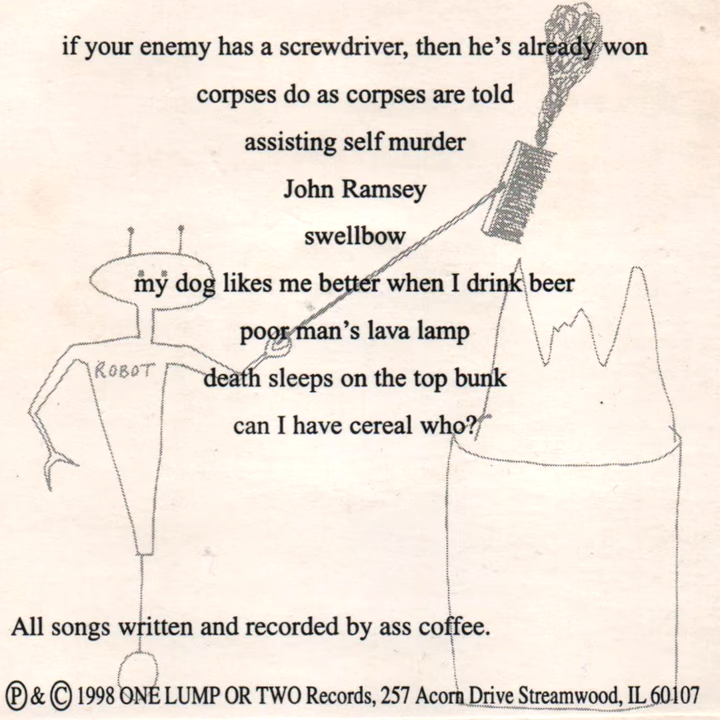 if your enemy has a screwdriver, then he's already won
corpses do as corpses are told
assisting self murder
John Ramsey
swellbow
my dog likes me better when I drink beer
poor man's lava lamp
ROBOT
death sleeps on the top bunk
can I have cereal who?
All songs written and recorded by ass coffee.
Ⓟ & © 1998 ONE LUMP OR TWO Records, 257 Acorn Drive Streamwood, IL 60107